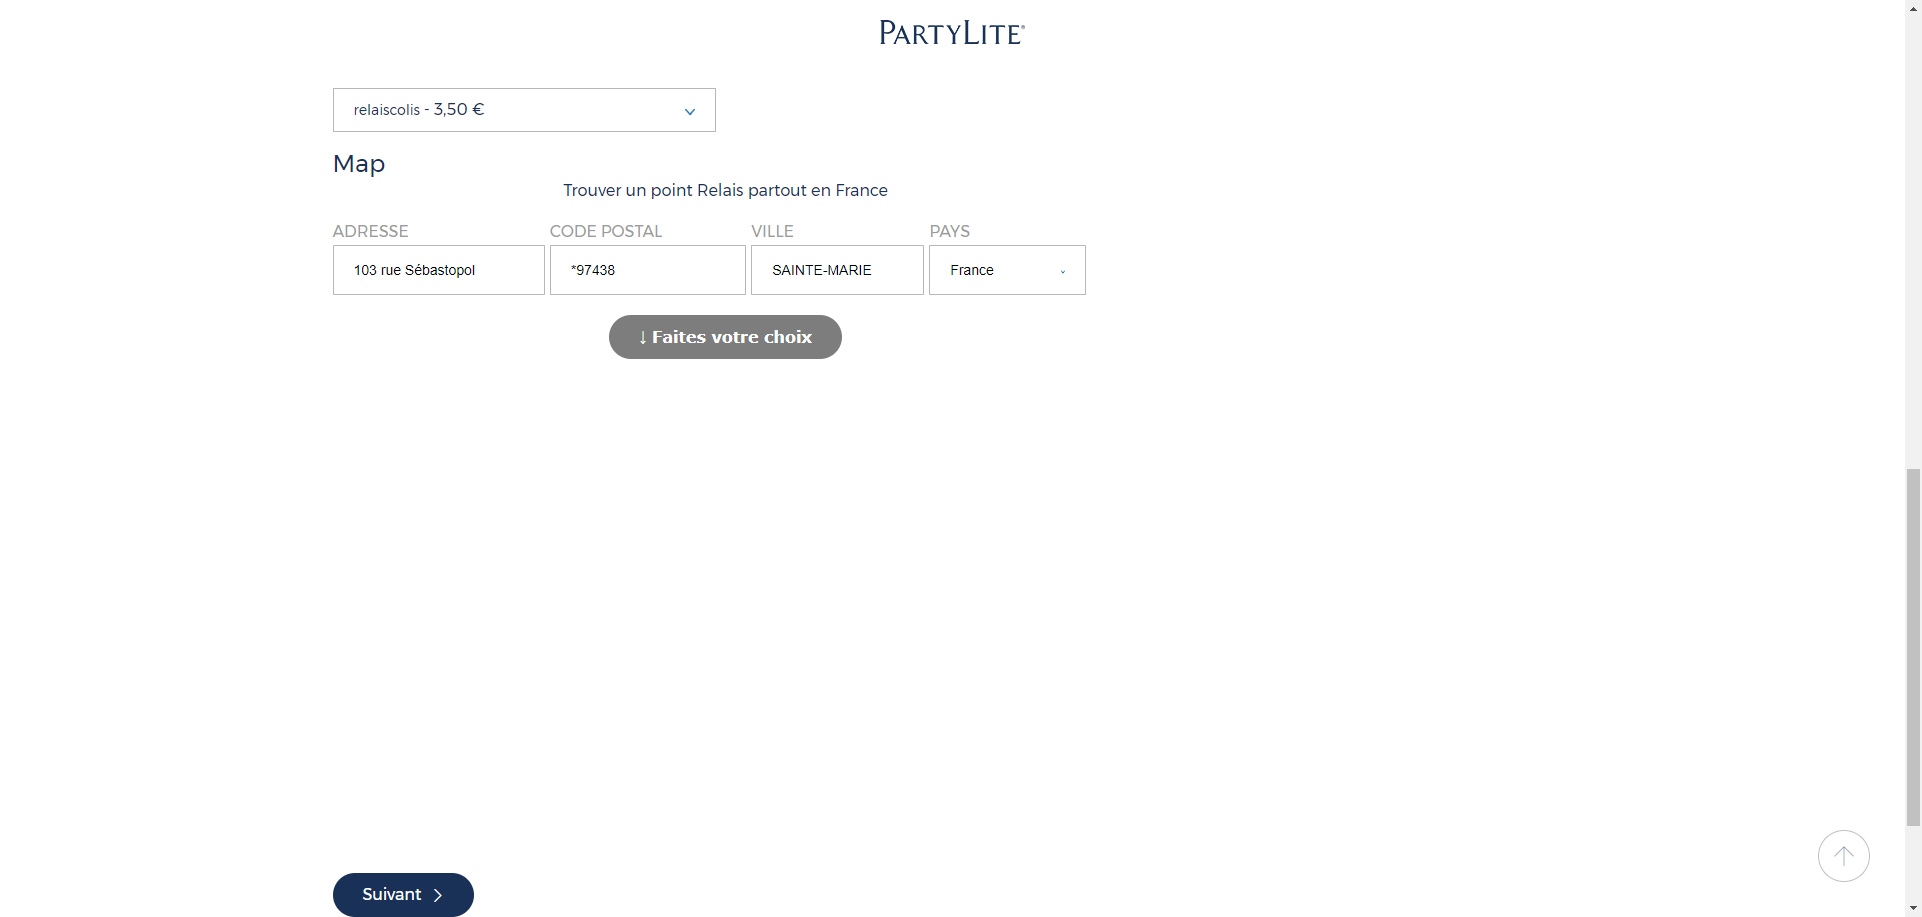 PARTYLITE®
relaiscolis - 3,50 €
Map
Trouver un point Relais partout en France
ADRESSE CODE POSTAL VILLE PAYS
103 rue Sébastopol *97438 SAINTE-MARIE France
↓ Faites votre choix
Suivant